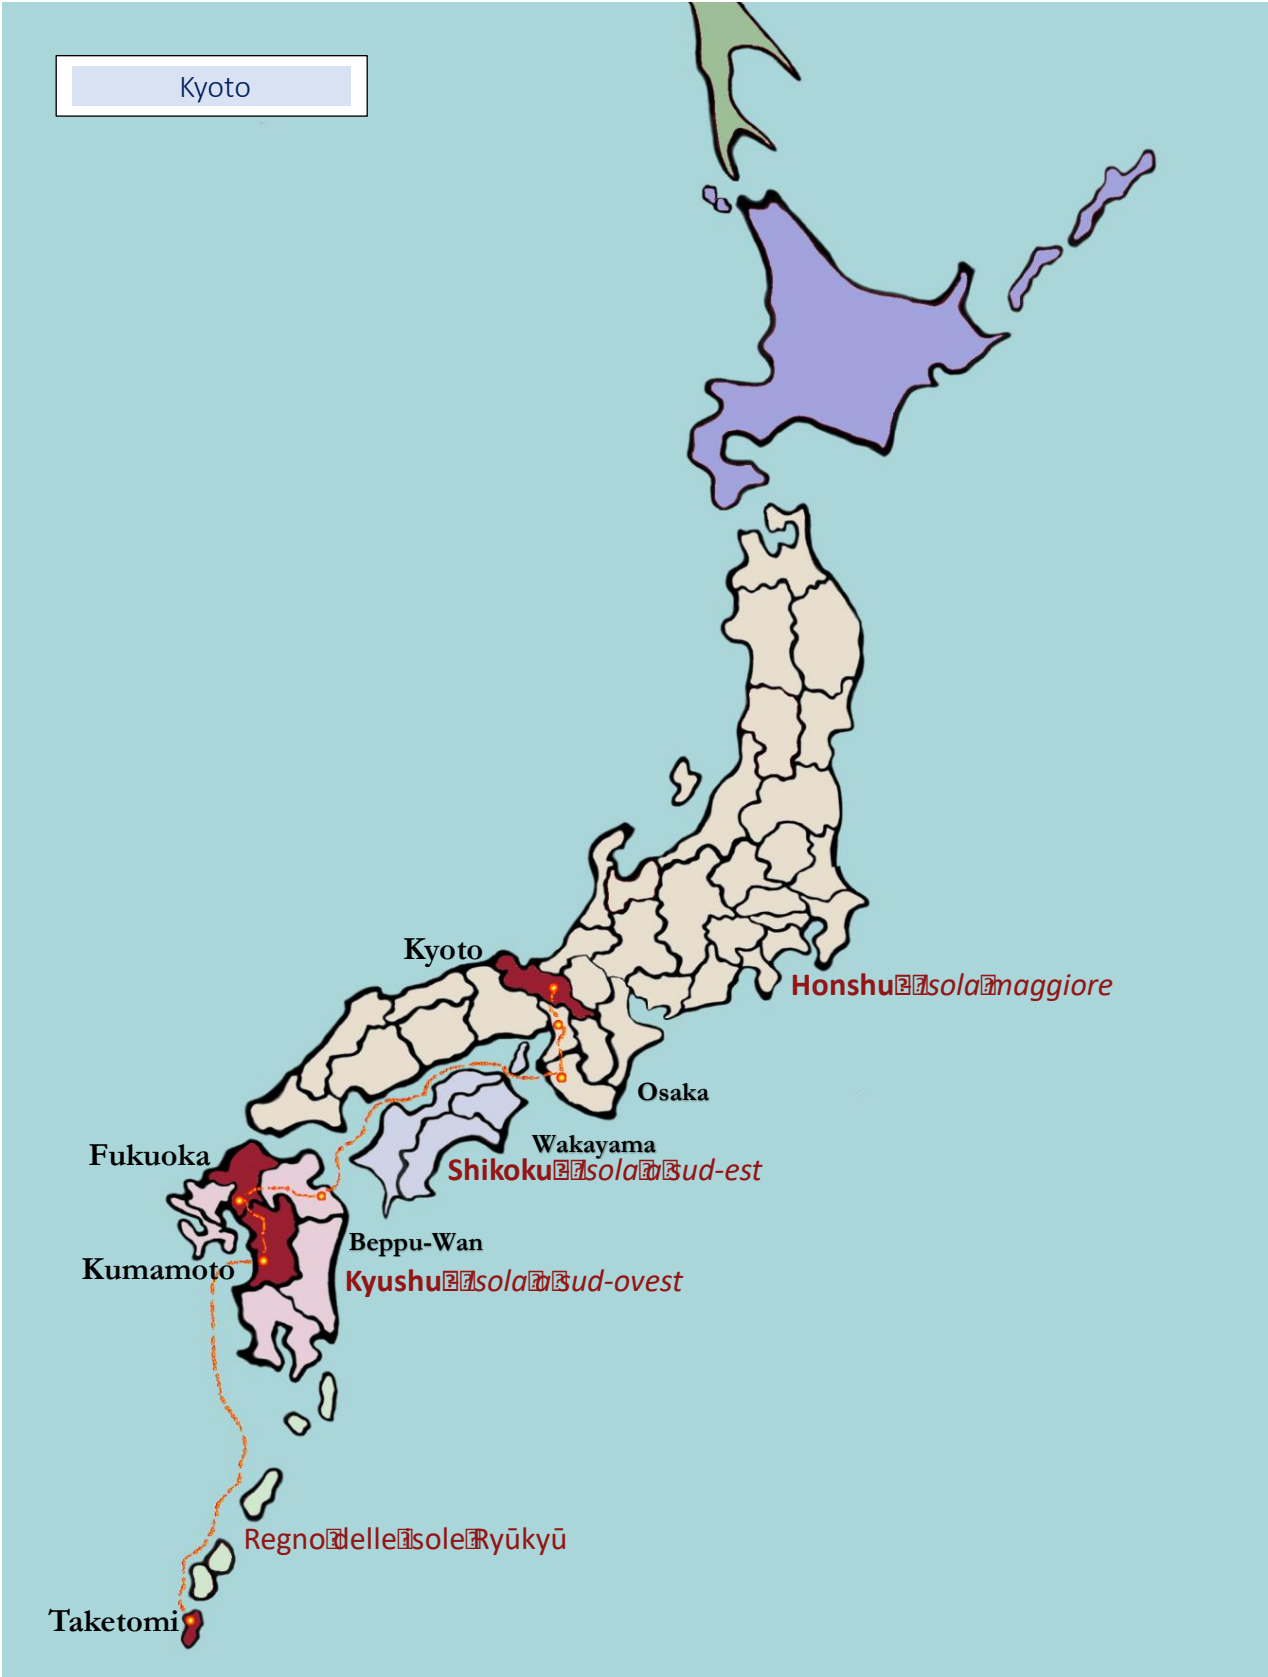 Kyoto
Kyoto
Honshu - Isola maggiore
Osaka
Wakayama
Fukuoka
Shikoku - Isola a sud-est
Beppu-Wan
Kumamoto
Kyushu - Isola a sud-ovest
Regno delle isole Ryūkyū
Taketomi